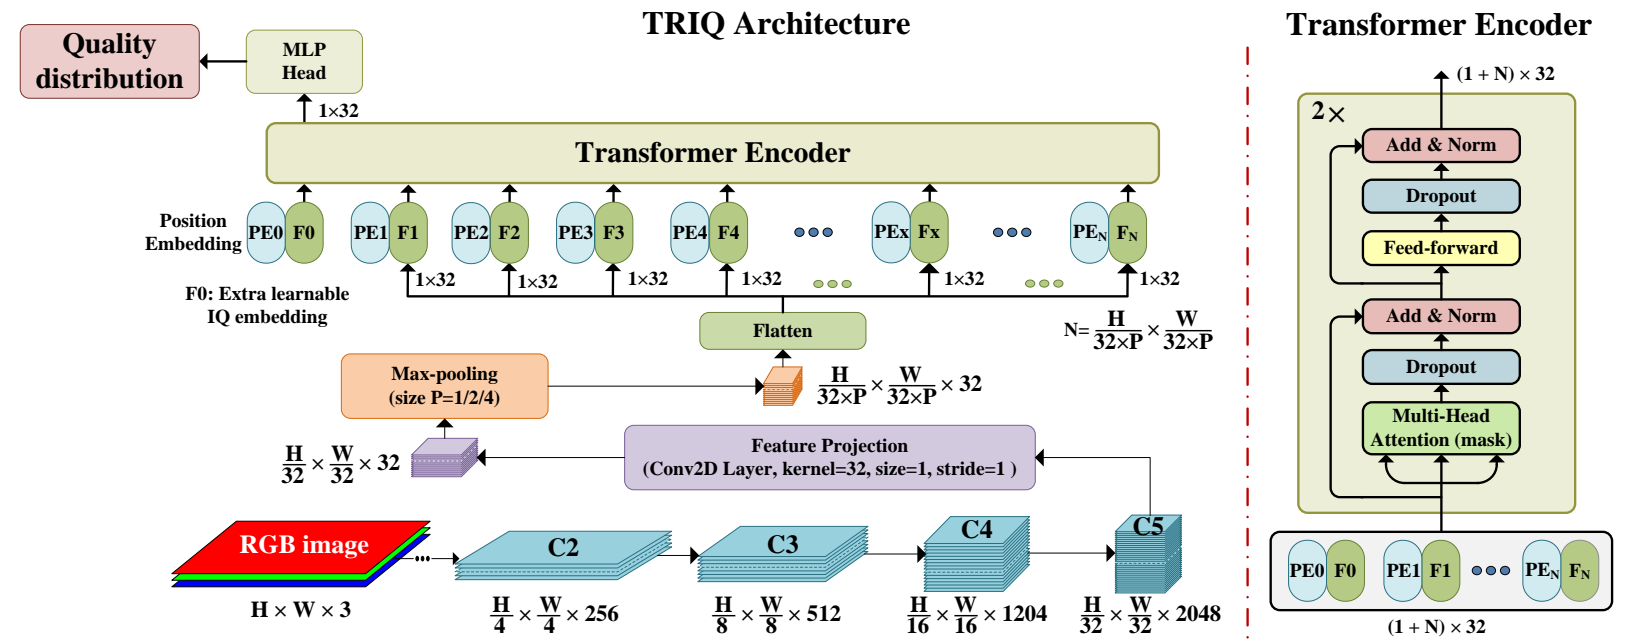 TRIQ Architecture
Quality
distribution
MLP
Head
1×32
Transformer Encoder
Position
Embedding
PE0 F0 PE1 F1 PE2 F2 PE3 F3 PE4 F4 PEx Fx PE_N F_N
1×32 1×32 1×32 1×32 1×32 1×32
F0: Extra learnable
IQ embedding
Flatten
N= H/(32×P) × W/(32×P)
Max-pooling
(size P=1/2/4)
H/(32×P) × W/(32×P) × 32
H/32 × W/32 × 32
Feature Projection
(Conv2D Layer, kernel=32, size=1, stride=1 )
RGB image
C2
C3
C4
C5
H × W × 3
H/4 × W/4 × 256
H/8 × W/8 × 512
H/16 × W/16 × 1204
H/32 × W/32 × 2048
Transformer Encoder
(1 + N) × 32
2×
Add & Norm
Dropout
Feed-forward
Add & Norm
Dropout
Multi-Head
Attention (mask)
PE0 F0 PE1 F1 PE_N F_N
(1 + N) × 32